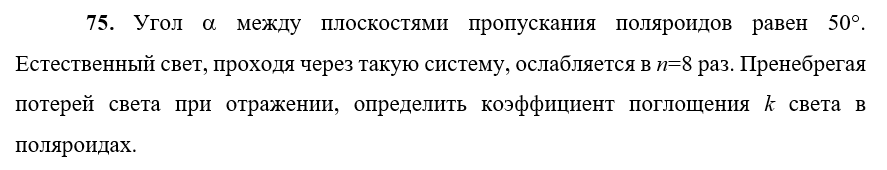 75. Угол α между плоскостями пропускания поляроидов равен 50°.
Естественный свет, проходя через такую систему, ослабляется в n=8 раз. Пренебрегая
потерей света при отражении, определить коэффициент поглощения k света в
поляроидах.